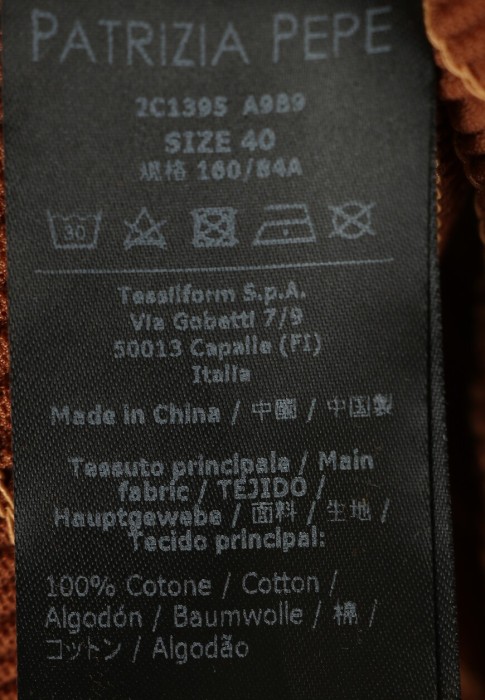 PATRIZIA PEPE
2C1395 A9B9
SIZE 40
规格 160/84A
30
Tessilform S.p.A.
Via Gobetti 7/9
50013 Capalle (FI)
Italia
Made in China / 中國 / 中国製
Tessuto principale / Main
fabric / TEJIDO /
Hauptgewebe / 面料 / 生地 /
Tecido principal:
100% Cotone / Cotton /
Algodón / Baumwolle / 棉 /
コットン / Algodão